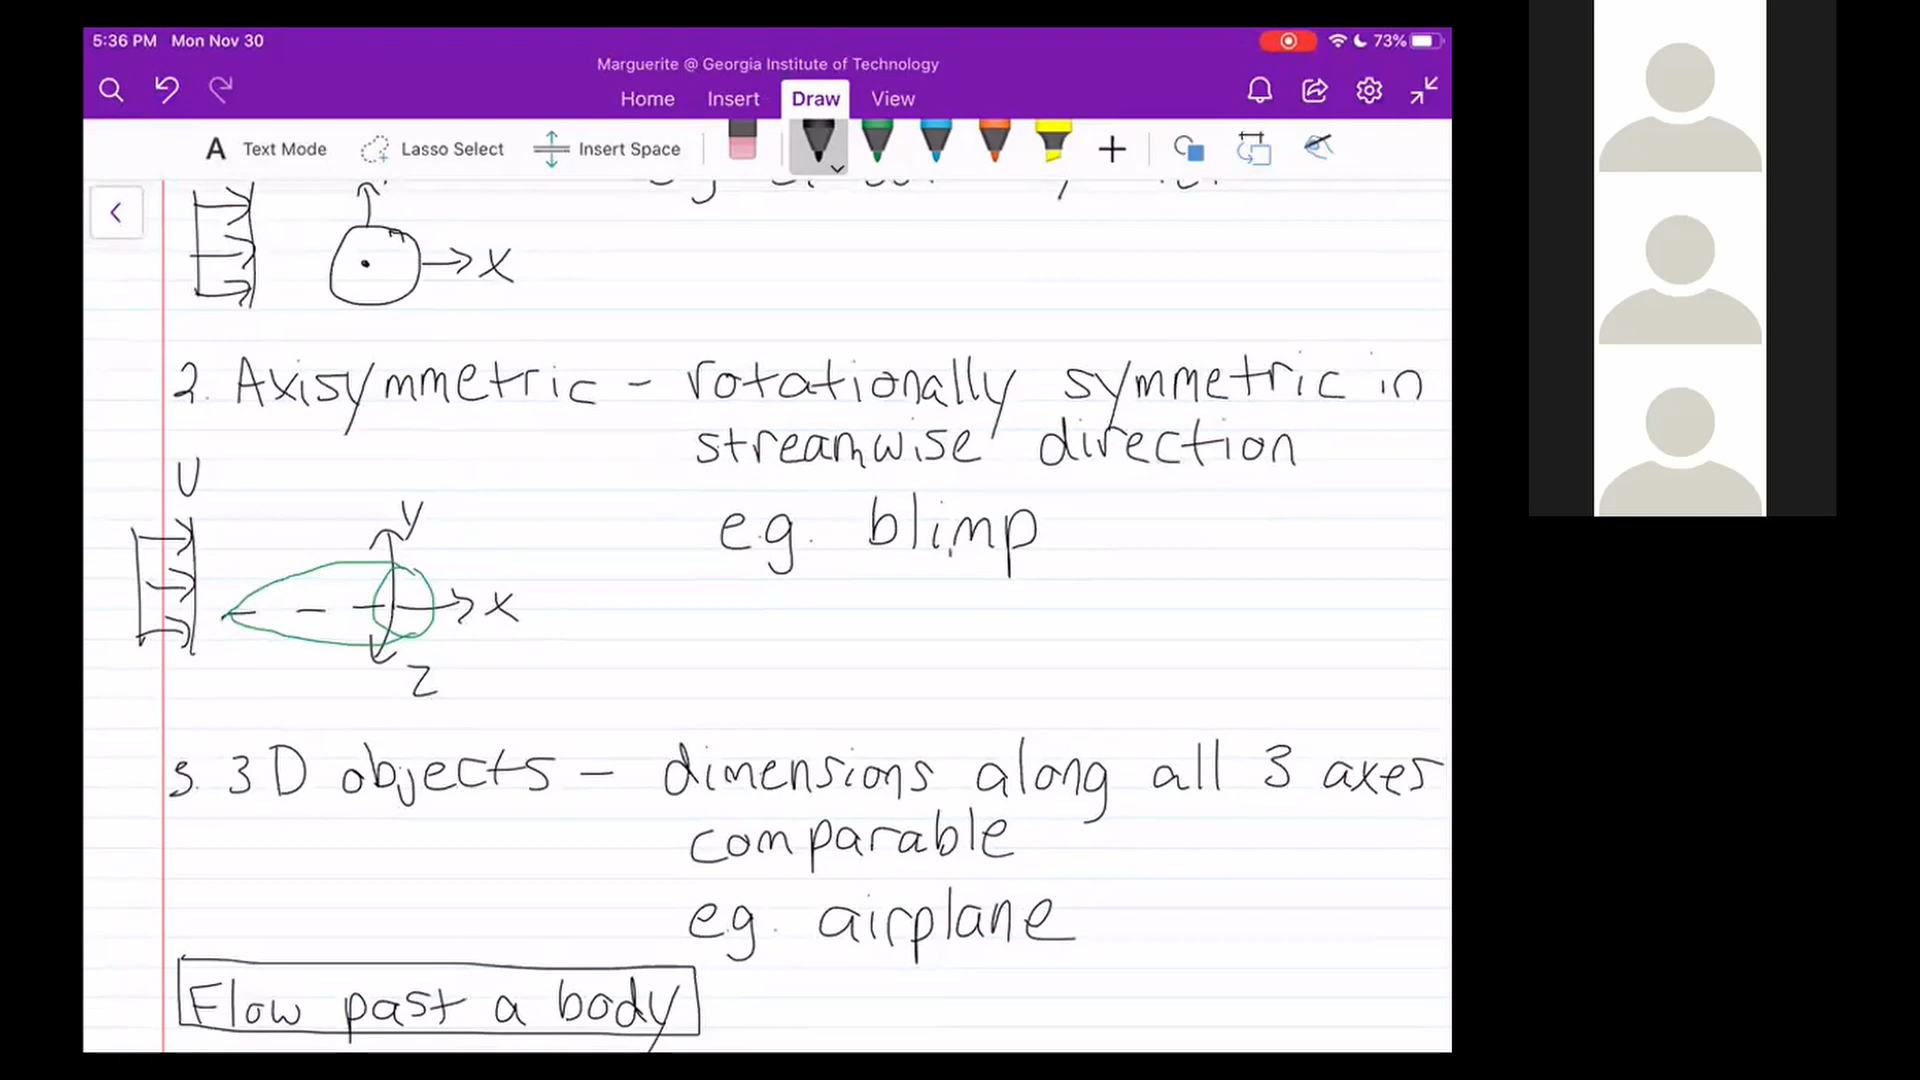 5:36 PM Mon Nov 30
73%
Marguerite @ Georgia Institute of Technology
Home Insert Draw View
A Text Mode Lasso Select Insert Space
X
2. Axisymmetric - rotationally symmetric in
streamwise direction
U
y
e.g. blimp
X
Z
3. 3D objects - dimensions along all 3 axes
comparable
eg. airplane
Flow past a body